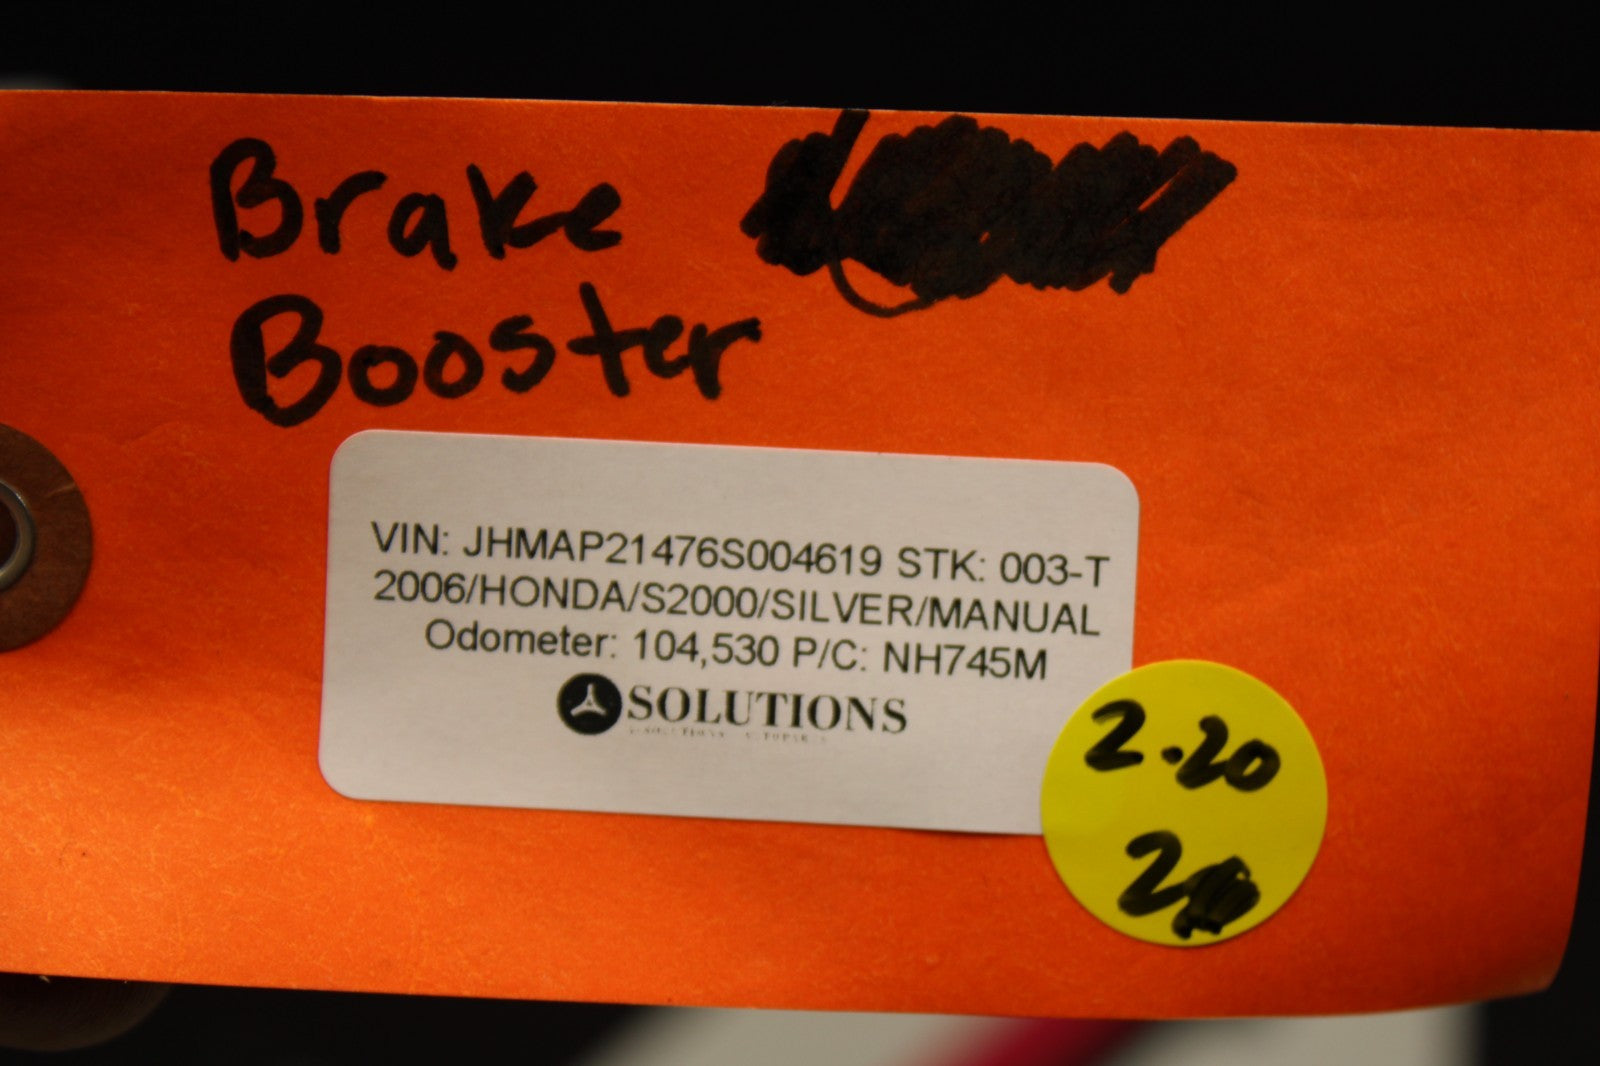 Brake
Booster
VIN: JHMAP21476S004619 STK: 003-T
2006/HONDA/S2000/SILVER/MANUAL
Odometer: 104,530 P/C: NH745M
SOLUTIONS
2.20